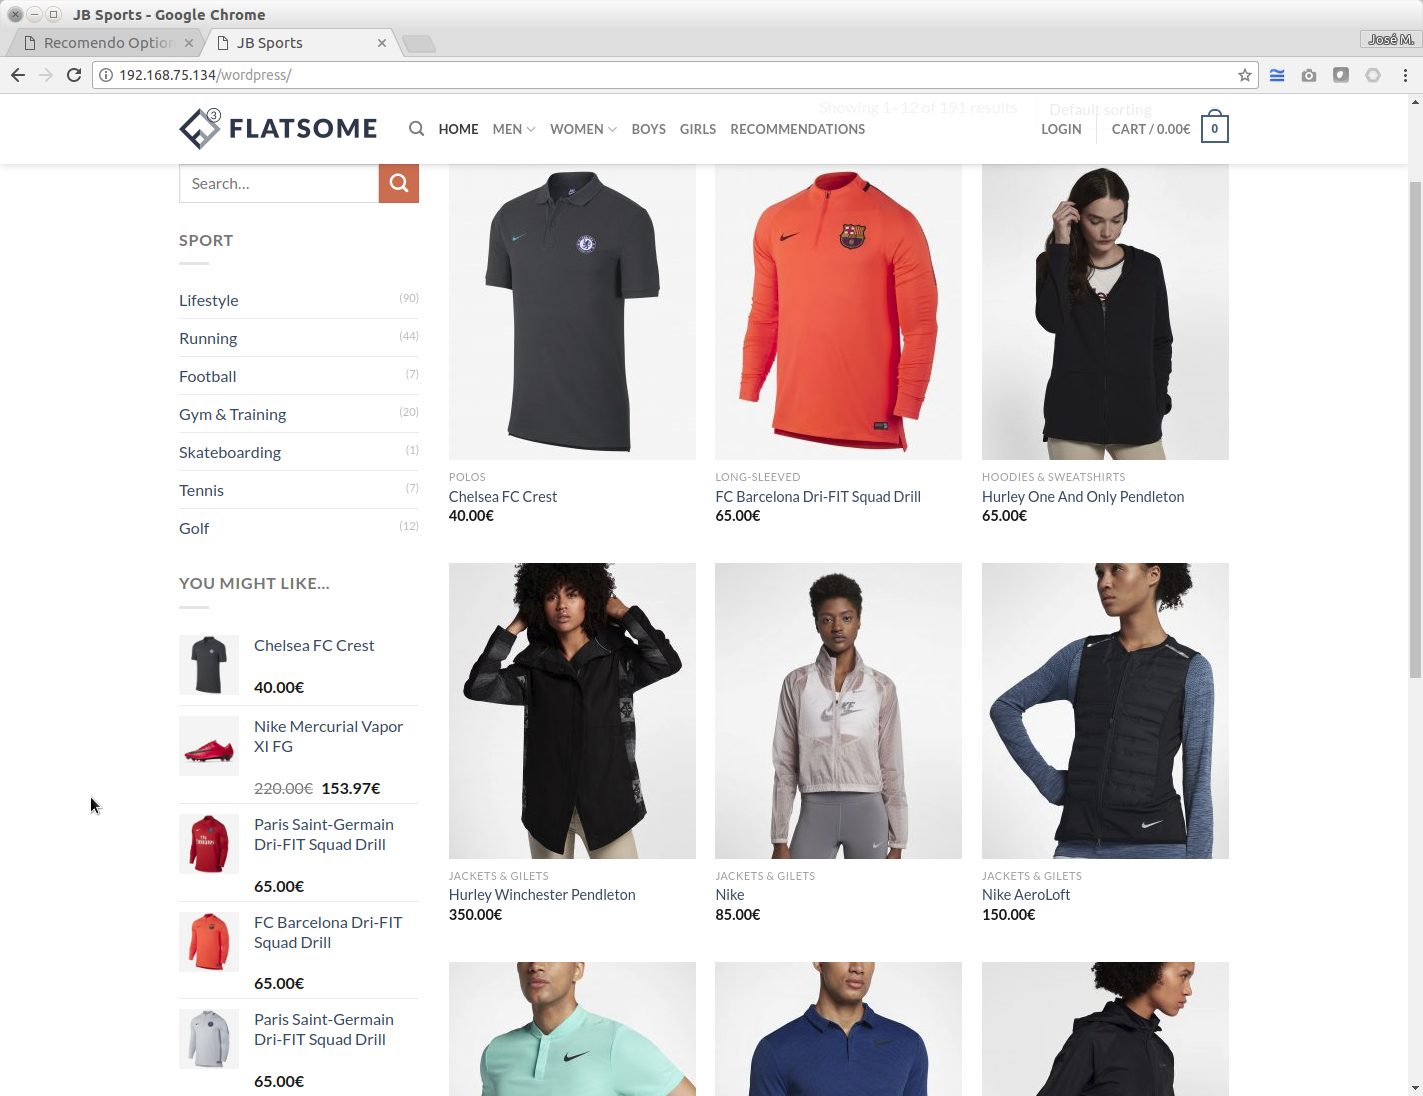 JB Sports - Google Chrome
Recomendo Option
JB Sports
José M.
192.168.75.134/wordpress/
Showing 1–12 of 191 results
Default sorting
3
FLATSOME
HOME
MEN
WOMEN
BOYS
GIRLS
RECOMMENDATIONS
LOGIN
CART / 0.00€
0
Search...
SPORT
Lifestyle (90)
Running (44)
Football (7)
Gym & Training (20)
Skateboarding (1)
Tennis (7)
Golf (12)
YOU MIGHT LIKE...
Chelsea FC Crest
40.00€
Nike Mercurial Vapor
XI FG
220.00€ 153.97€
Paris Saint-Germain
Dri-FIT Squad Drill
65.00€
FC Barcelona Dri-FIT
Squad Drill
65.00€
Paris Saint-Germain
Dri-FIT Squad Drill
65.00€
POLOS
Chelsea FC Crest
40.00€
LONG-SLEEVED
FC Barcelona Dri-FIT Squad Drill
65.00€
HOODIES & SWEATSHIRTS
Hurley One And Only Pendleton
65.00€
NIKE
JACKETS & GILETS
Hurley Winchester Pendleton
350.00€
JACKETS & GILETS
Nike
85.00€
JACKETS & GILETS
Nike AeroLoft
150.00€